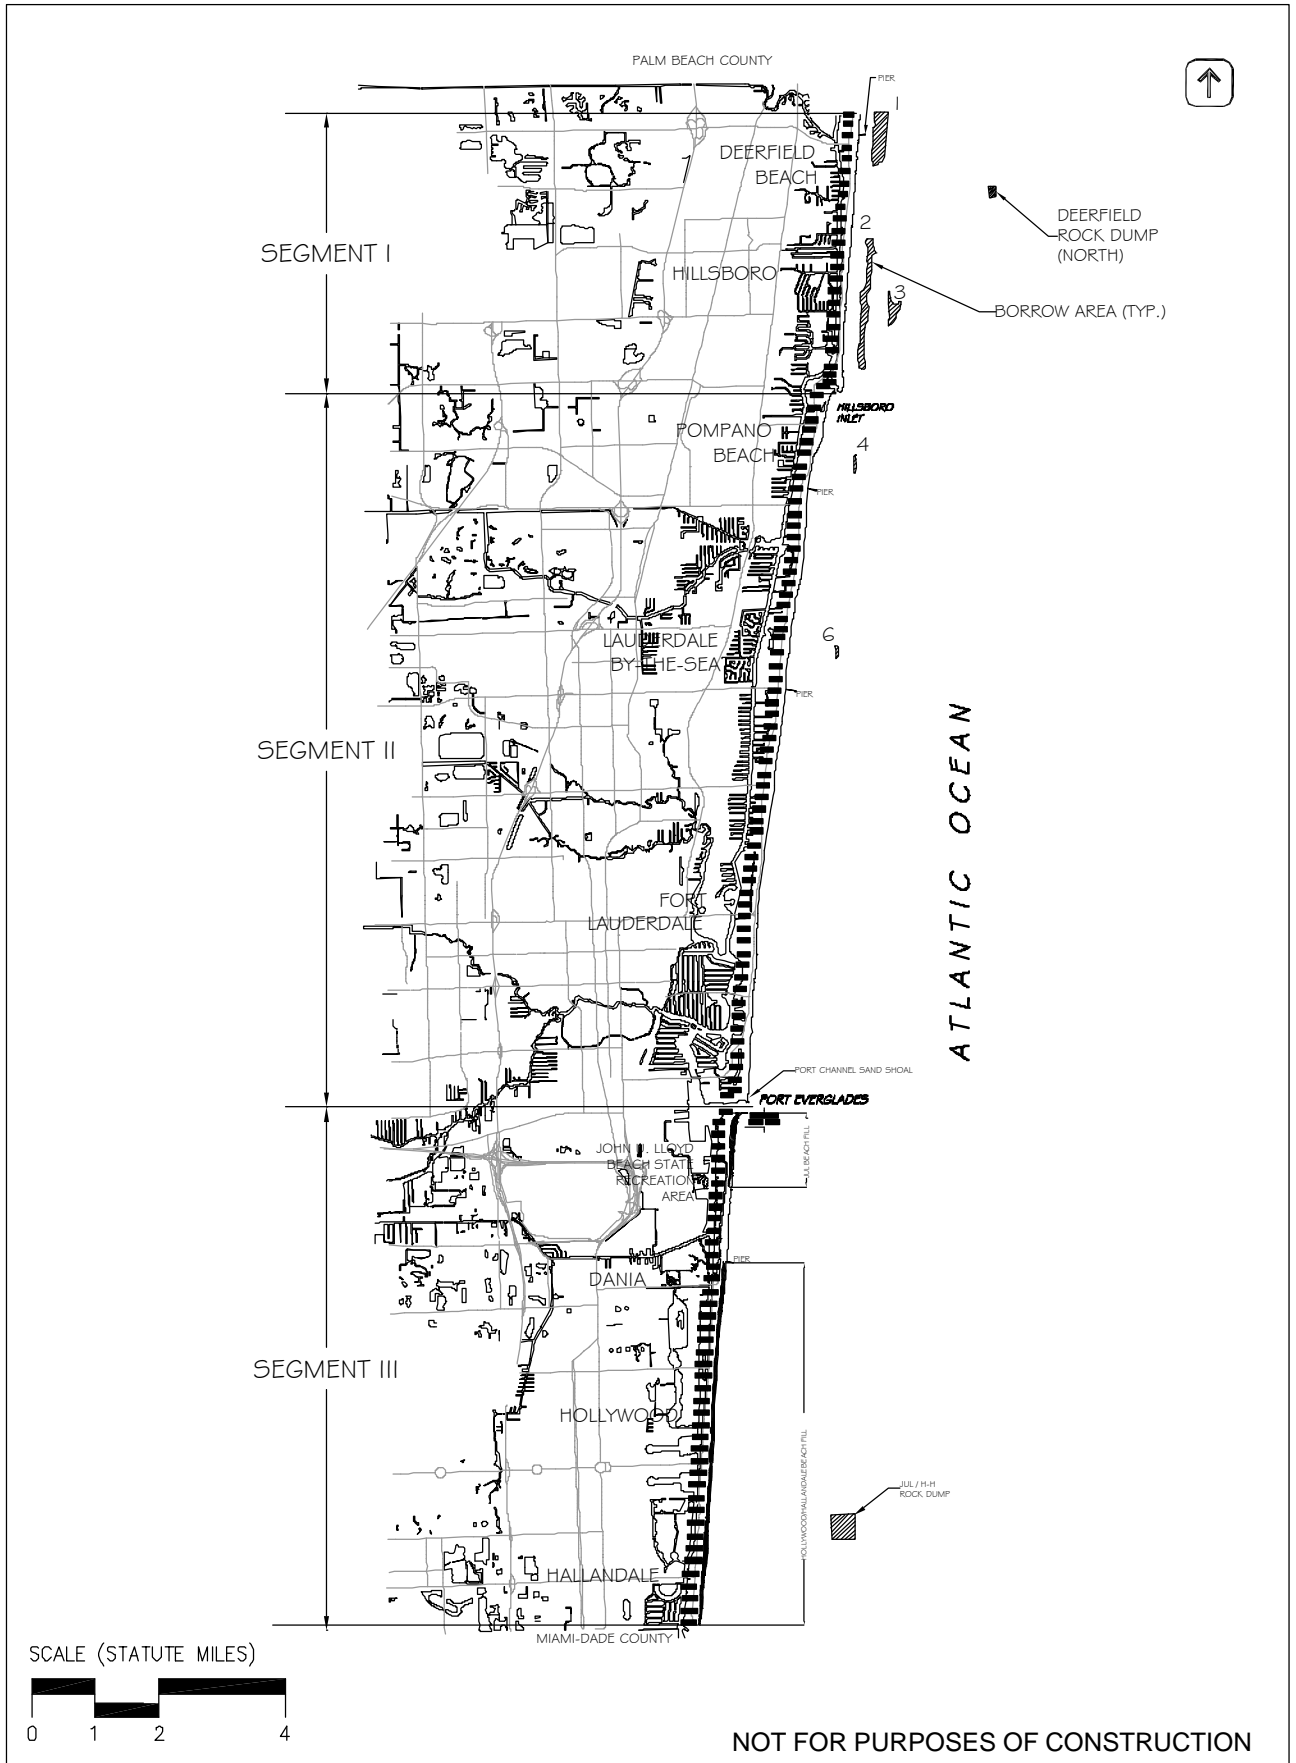 PALM BEACH COUNTY
PIER
1
DEERFIELD
BEACH
DEERFIELD
ROCK DUMP
(NORTH)
2
SEGMENT I
HILLSBORO
3
BORROW AREA (TYP.)
HILLSBORO
INLET
POMPANO
BEACH
4
PIER
6
LAUDERDALE
BY-THE-SEA
PIER
SEGMENT II
ATLANTIC OCEAN
FORT
LAUDERDALE
PORT CHANNEL SAND SHOAL
PORT EVERGLADES
JUL BEACH FILL
JOHN U. LLOYD
BEACH STATE
RECREATION
AREA
PIER
DANIA
SEGMENT III
HOLLYWOOD
HOLLYWOOD/HALLANDALE BEACH FILL
JUL / H-H
ROCK DUMP
HALLANDALE
MIAMI-DADE COUNTY
SCALE (STATUTE MILES)
0 1 2 4
NOT FOR PURPOSES OF CONSTRUCTION